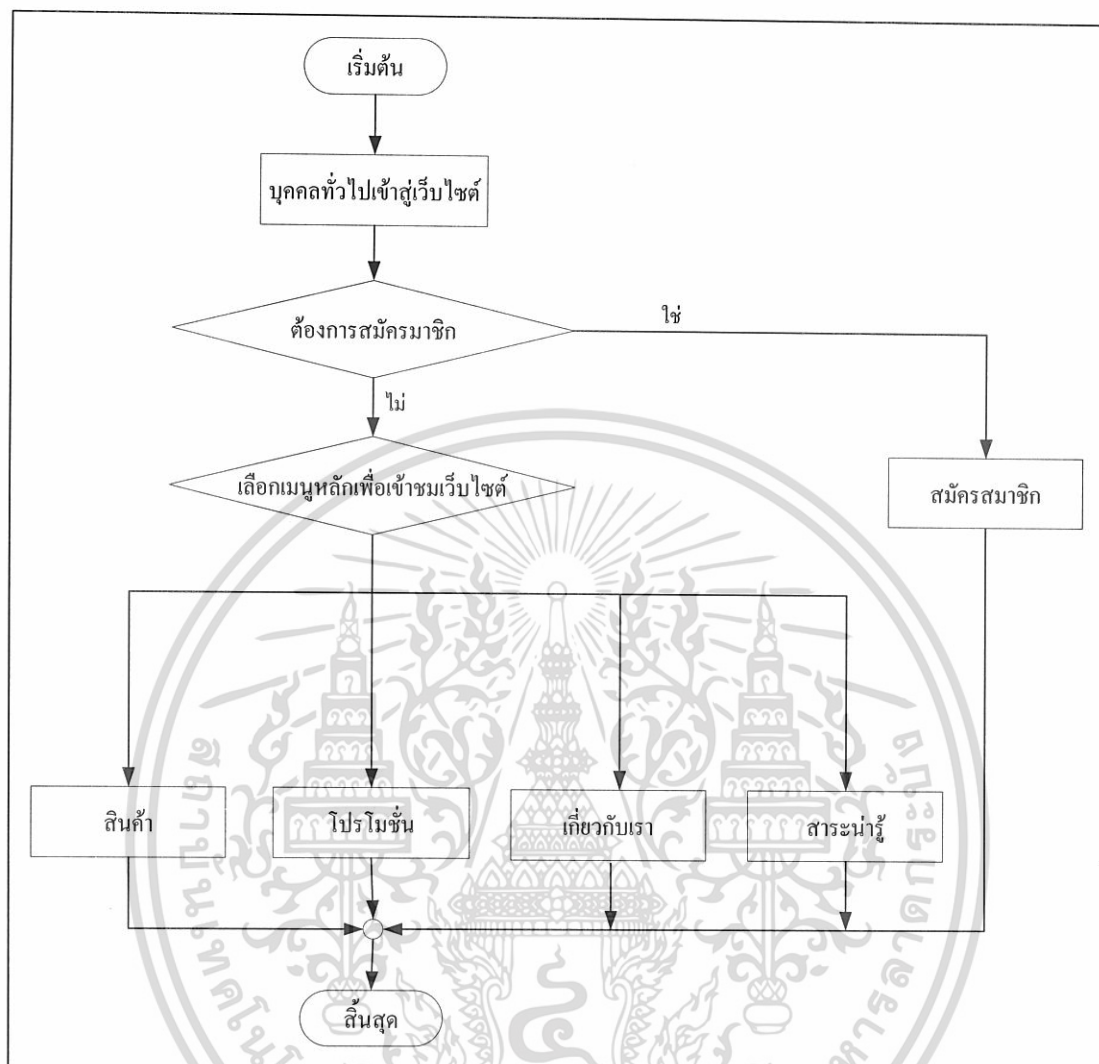 เริ่มต้น
บุคคลทั่วไปเข้าสู่เว็บไซต์
ต้องการสมัครมาชิก
ใช่
ไม่
เลือกเมนูหลักเพื่อเข้าชมเว็บไซต์
สมัครสมาชิก
สินค้า
โปรโมชั่น
เกี่ยวกับเรา
สาระน่ารู้
สิ้นสุด